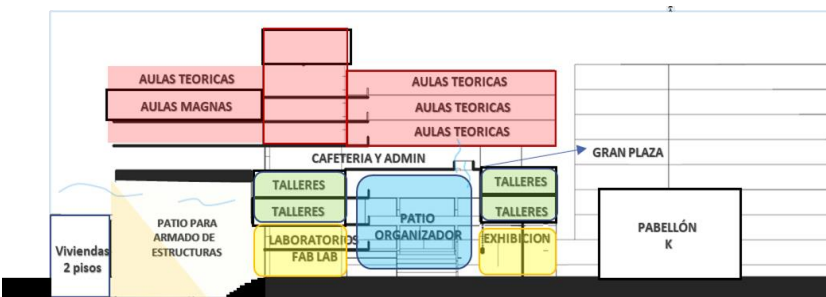 AULAS TEORICAS
AULAS MAGNAS
AULAS TEORICAS
AULAS TEORICAS
AULAS TEORICAS
CAFETERIA Y ADMIN
GRAN PLAZA
TALLERES
TALLERES
TALLERES
TALLERES
PATIO PARA
ARMADO DE
ESTRUCTURAS
PATIO
ORGANIZADOR
LABORATORIOS
FAB LAB
EXHIBICION
Viviendas
2 pisos
PABELLÓN
K